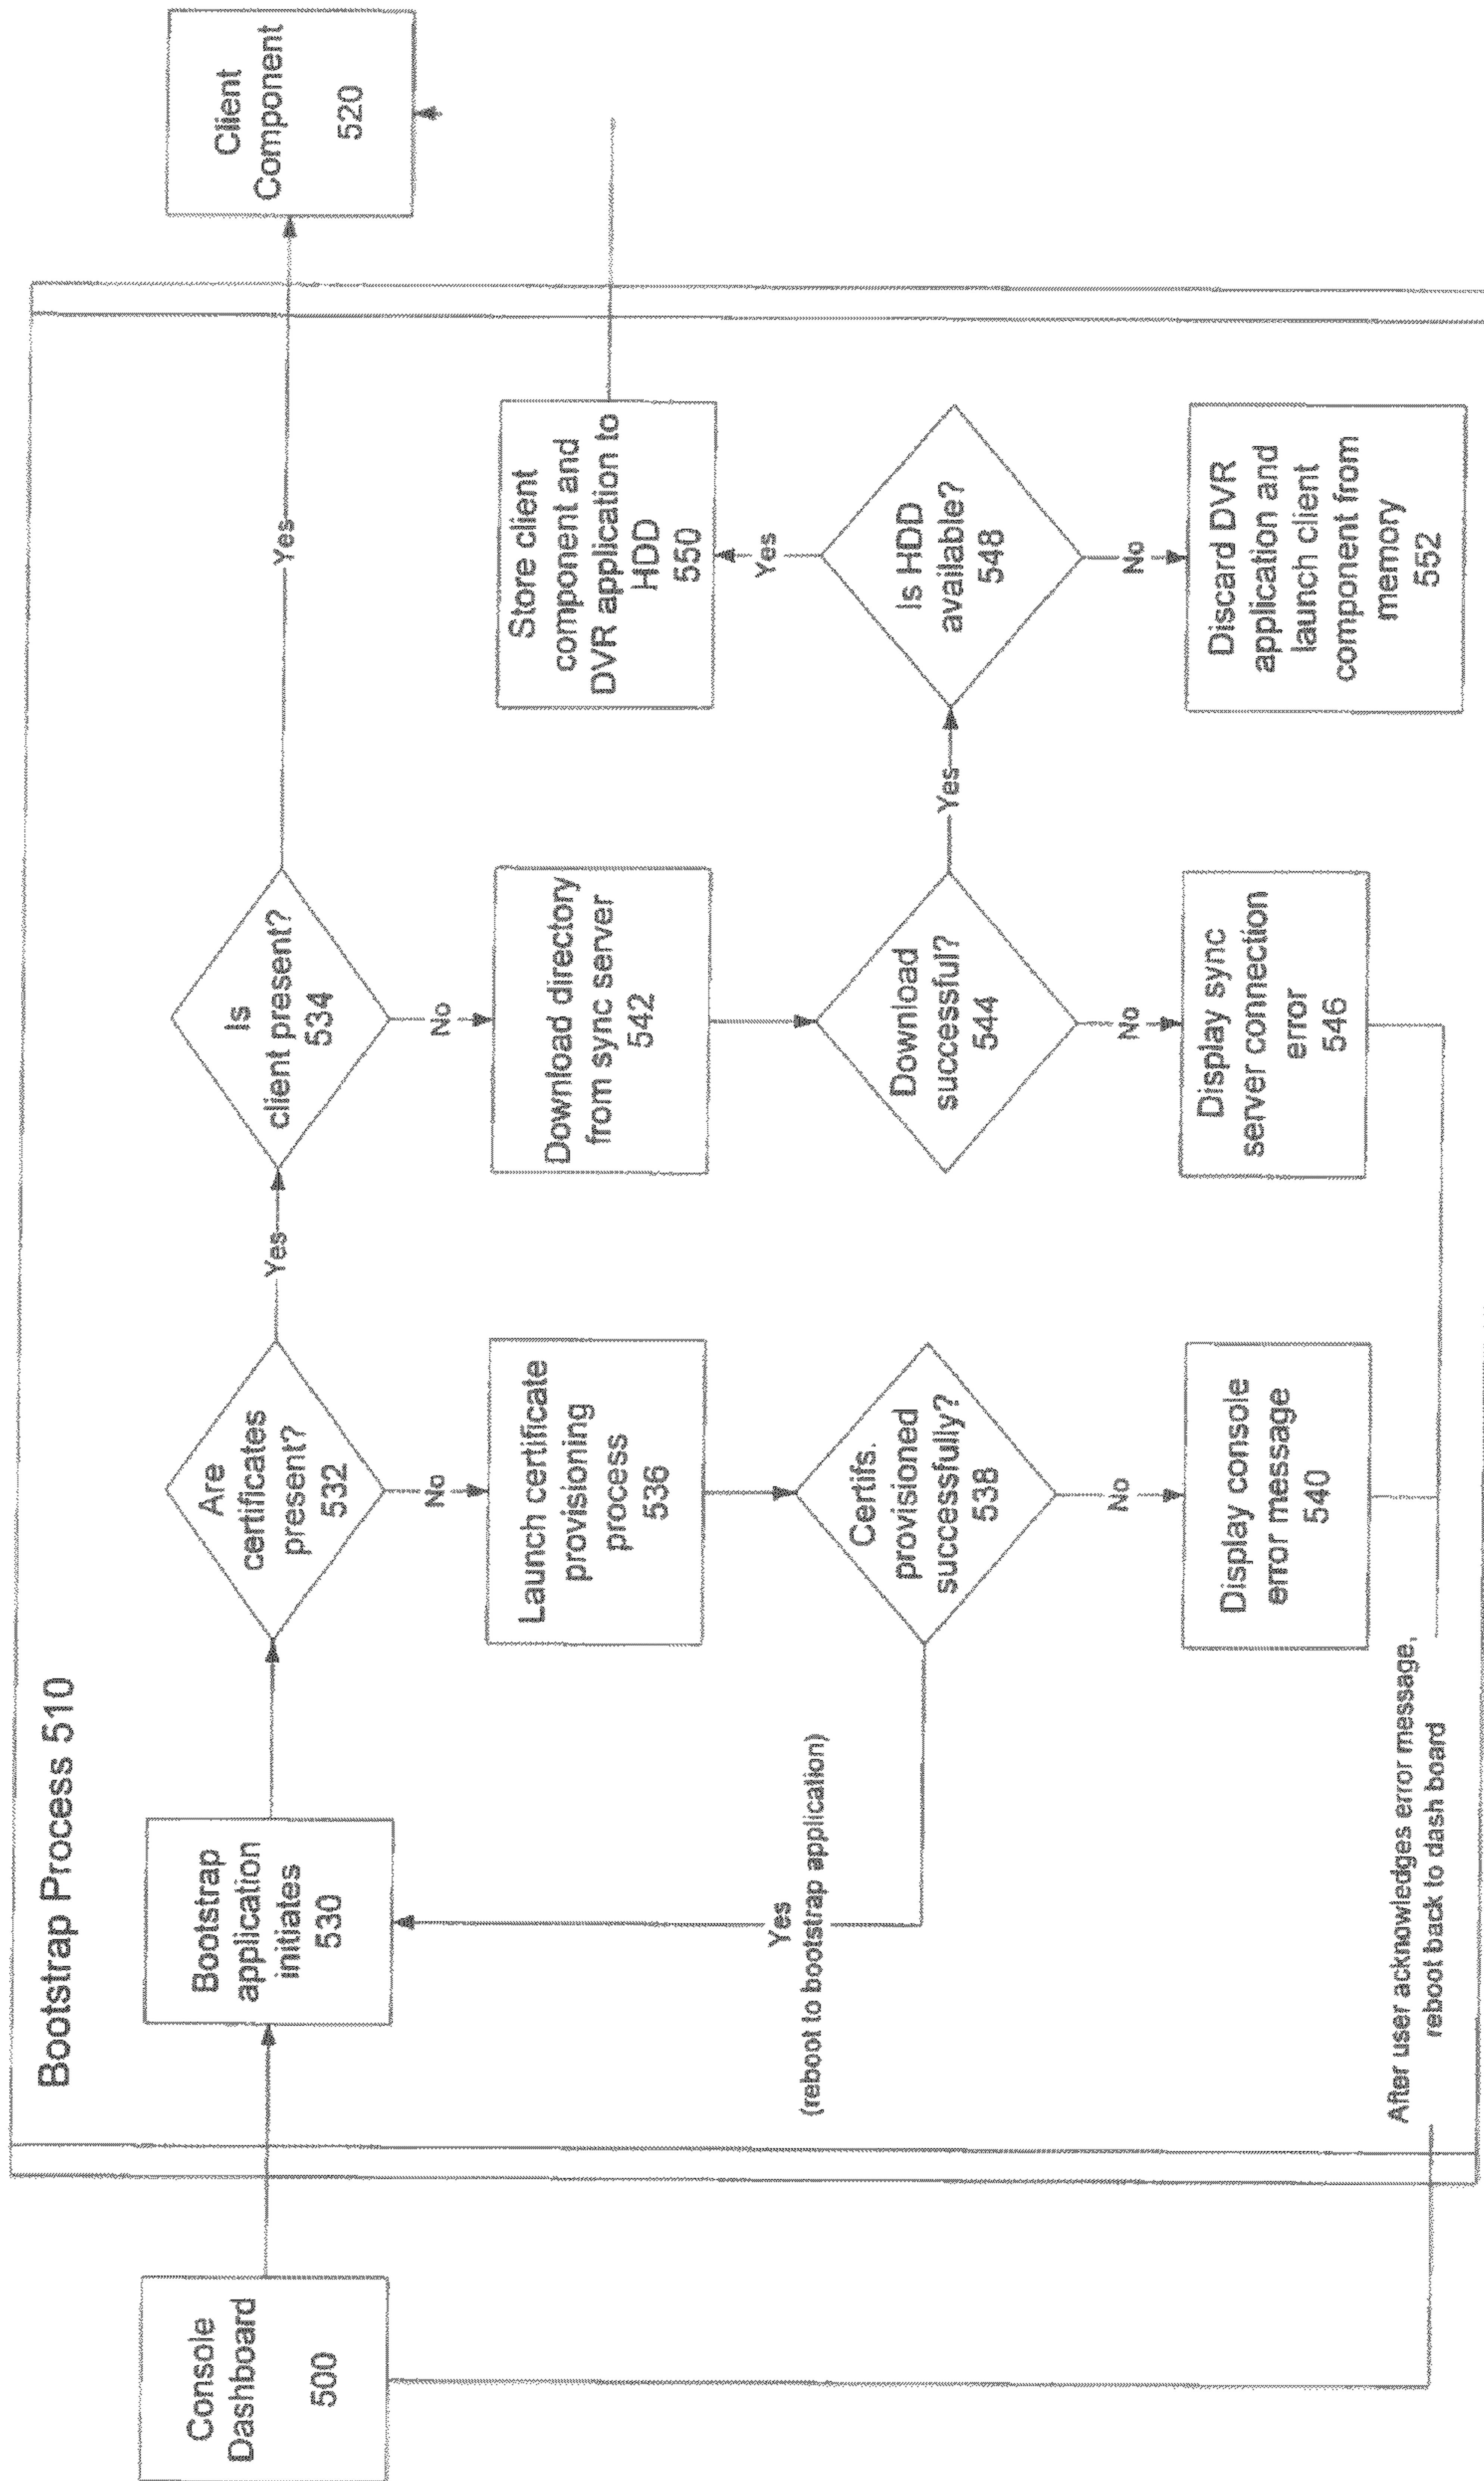 Bootstrap Process 510
Console
Dashboard
500
Bootstrap
application
initiates
530
Are
certificates
present?
532
Yes
Is
client present?
534
Yes
Client
Component
520
No
Launch certificate
provisioning
process
536
No
Download directory
from sync server
542
Store client
component and
DVR application to
HDD
550
Yes
(reboot to bootstrap application)
Certifs.
provisioned
successfully?
538
Download
successful?
544
Yes
Is HDD
available?
548
Yes
No
Display console
error message
540
No
Display sync
server connection
error
546
No
Discard DVR
application and
launch client
component from
memory
552
After user acknowledges error message,
reboot back to dash board